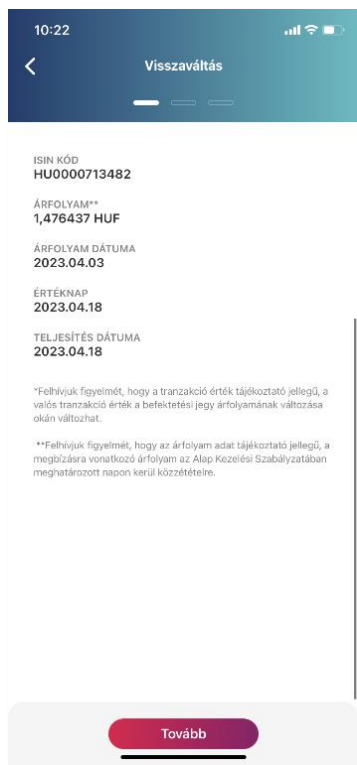 10:22
Visszaváltás
ISIN KÓD
HU0000713482
ÁRFOLYAM**
1,476437 HUF
ÁRFOLYAM DÁTUMA
2023.04.03
ÉRTÉKNAP
2023.04.18
TELJESÍTÉS DÁTUMA
2023.04.18
*Felhívjuk figyelmét, hogy a tranzakció érték tájékoztató jellegű, a
valós tranzakció érték a befektetési jegy árfolyamának változása
okán változhat.
**Felhívjuk figyelmét, hogy az árfolyam adat tájékoztató jellegű, a
megbízásra vonatkozó árfolyam az Alap Kezelési Szabályzatában
meghatározott napon kerül közzétételre.
Tovább